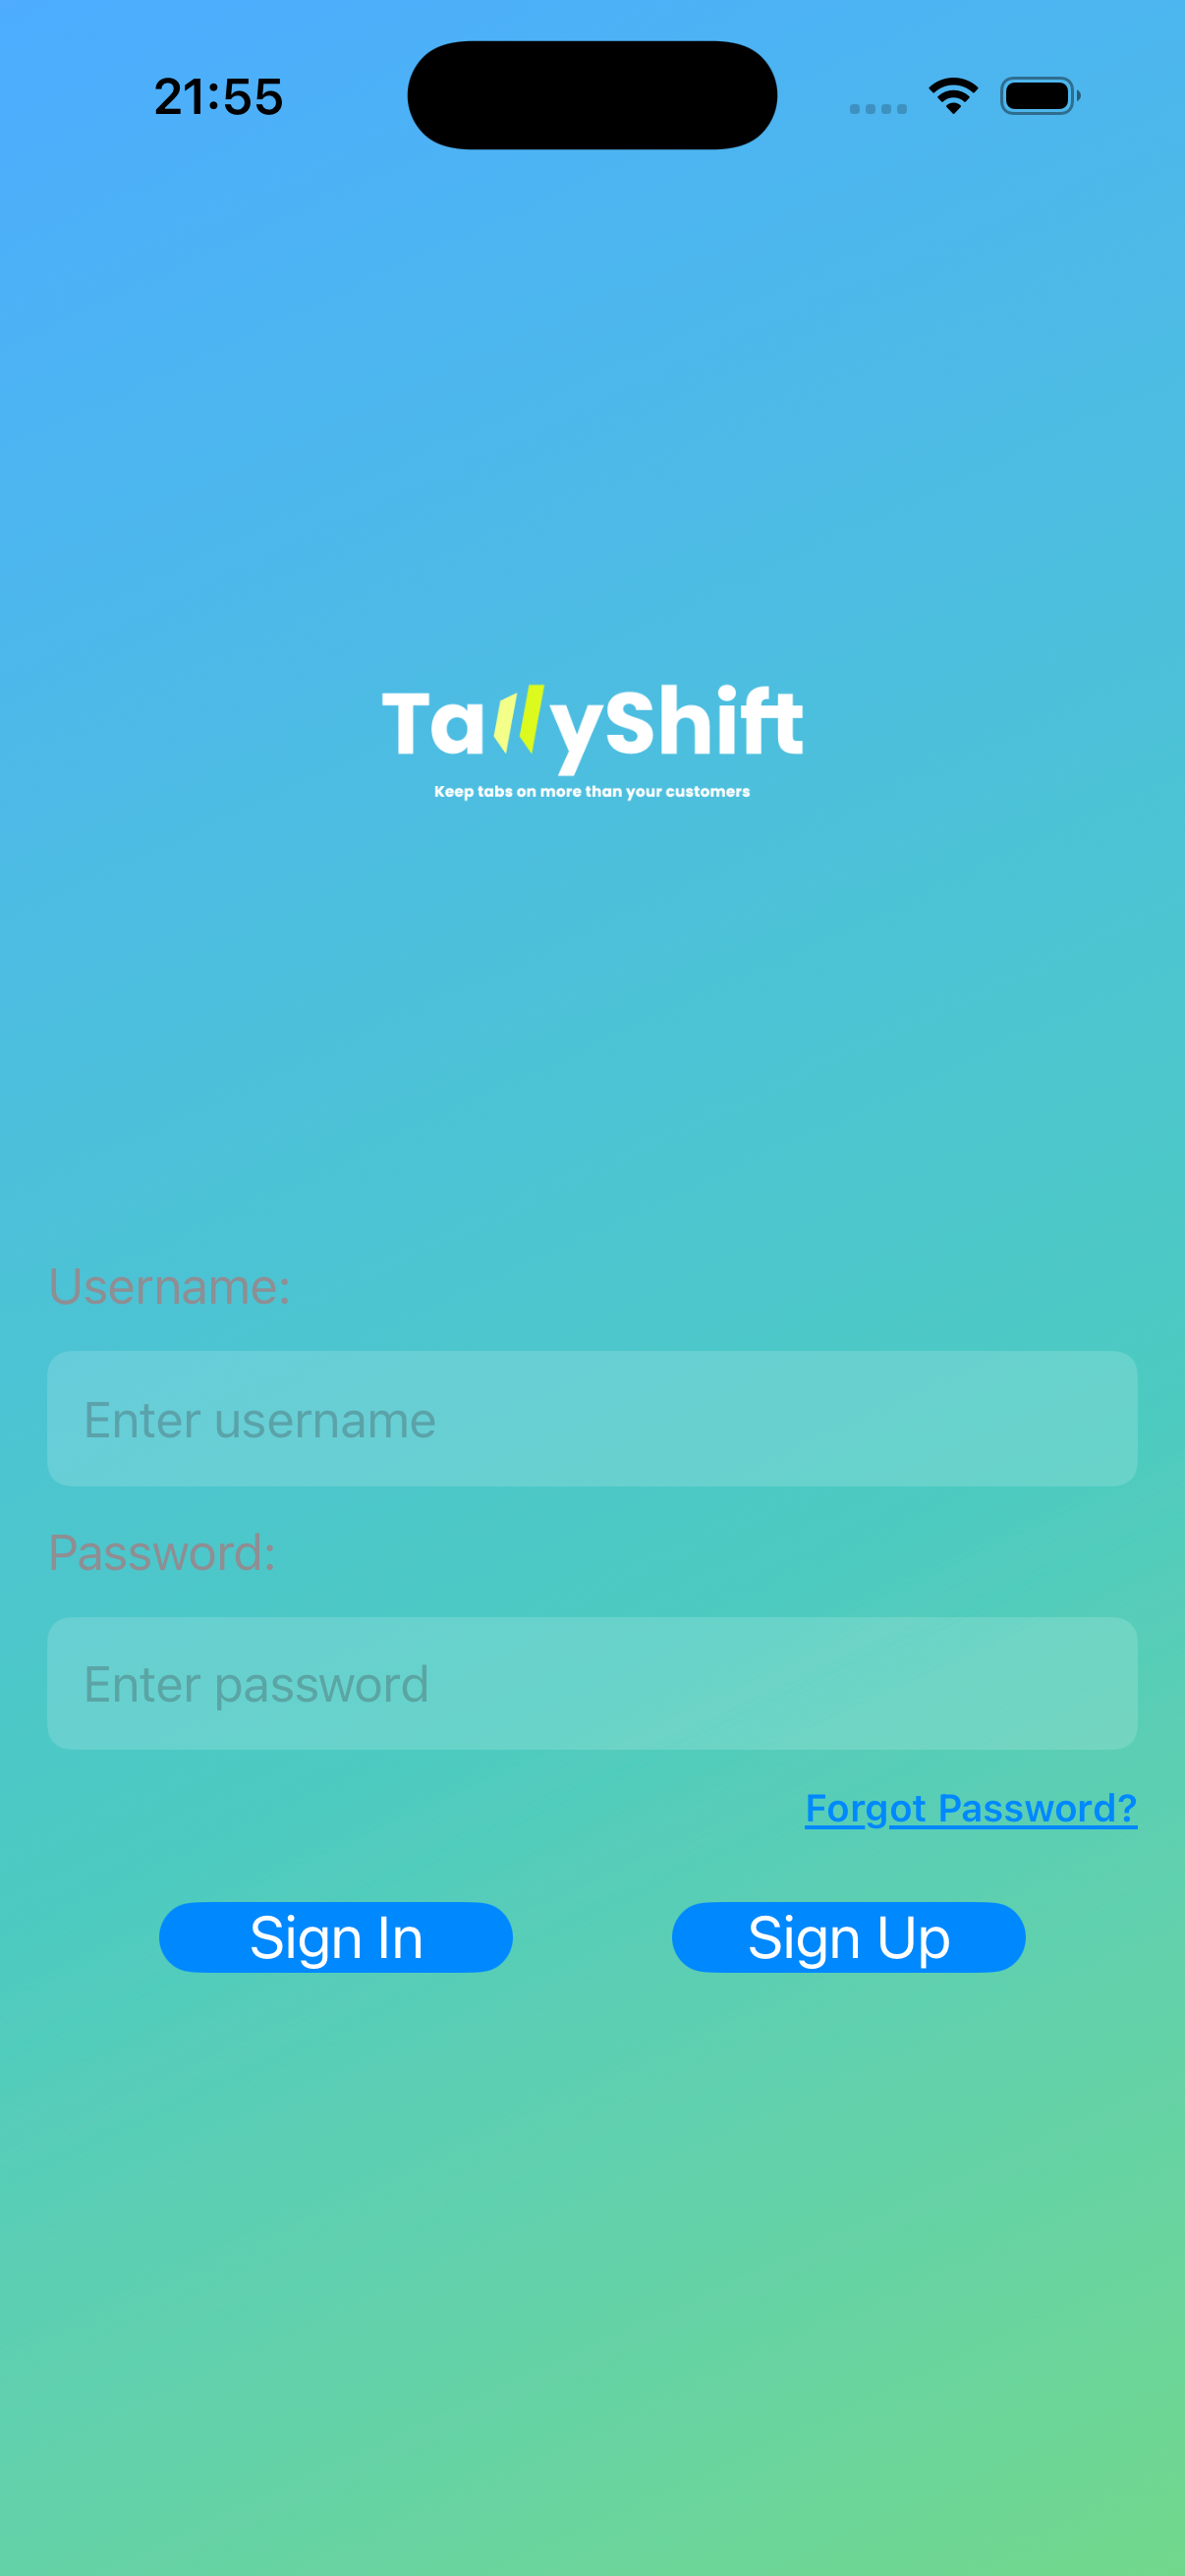 21:55
TallyShift
Keep tabs on more than your customers
Username:
Enter username
Password:
Enter password
Forgot Password?
Sign In
Sign Up